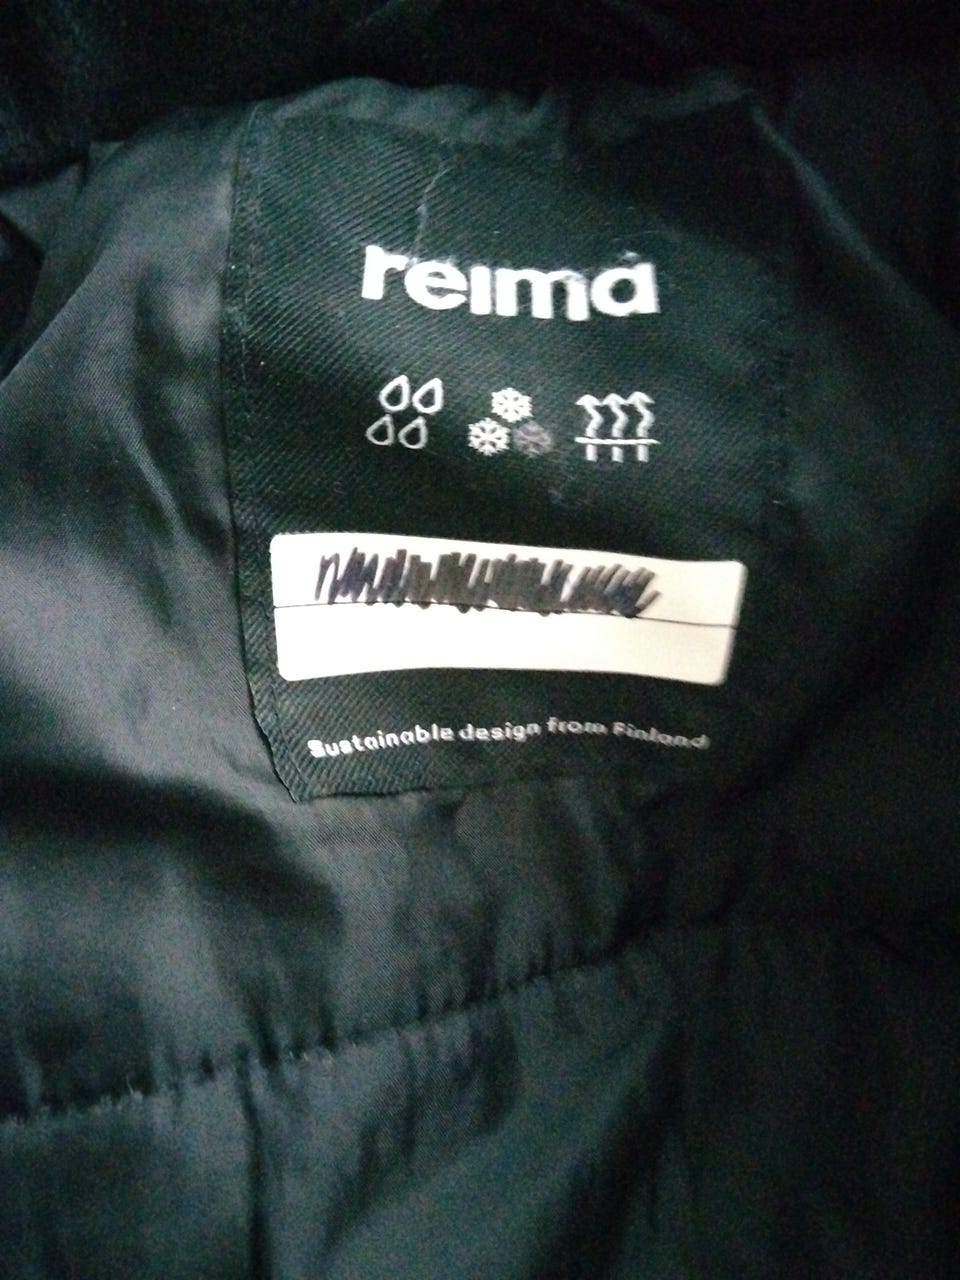 reima
Sustainable design from Finland